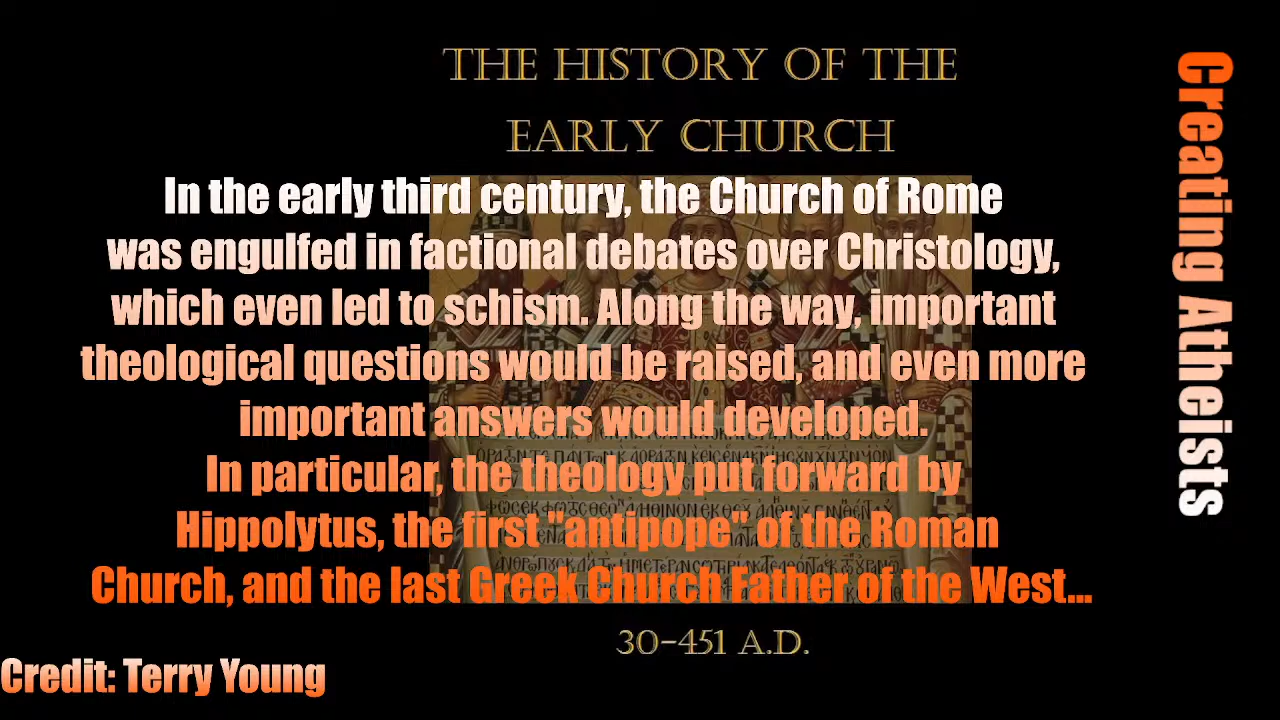 THE HISTORY OF THE
EARLY CHURCH
In the early third century, the Church of Rome
was engulfed in factional debates over Christology,
which even led to schism. Along the way, important
theological questions would be raised, and even more
important answers would developed.
In particular, the theology put forward by
Hippolytus, the first "antipope" of the Roman
Church, and the last Greek Church Father of the West...
30-451 A.D.
Credit: Terry Young
Creating Atheists